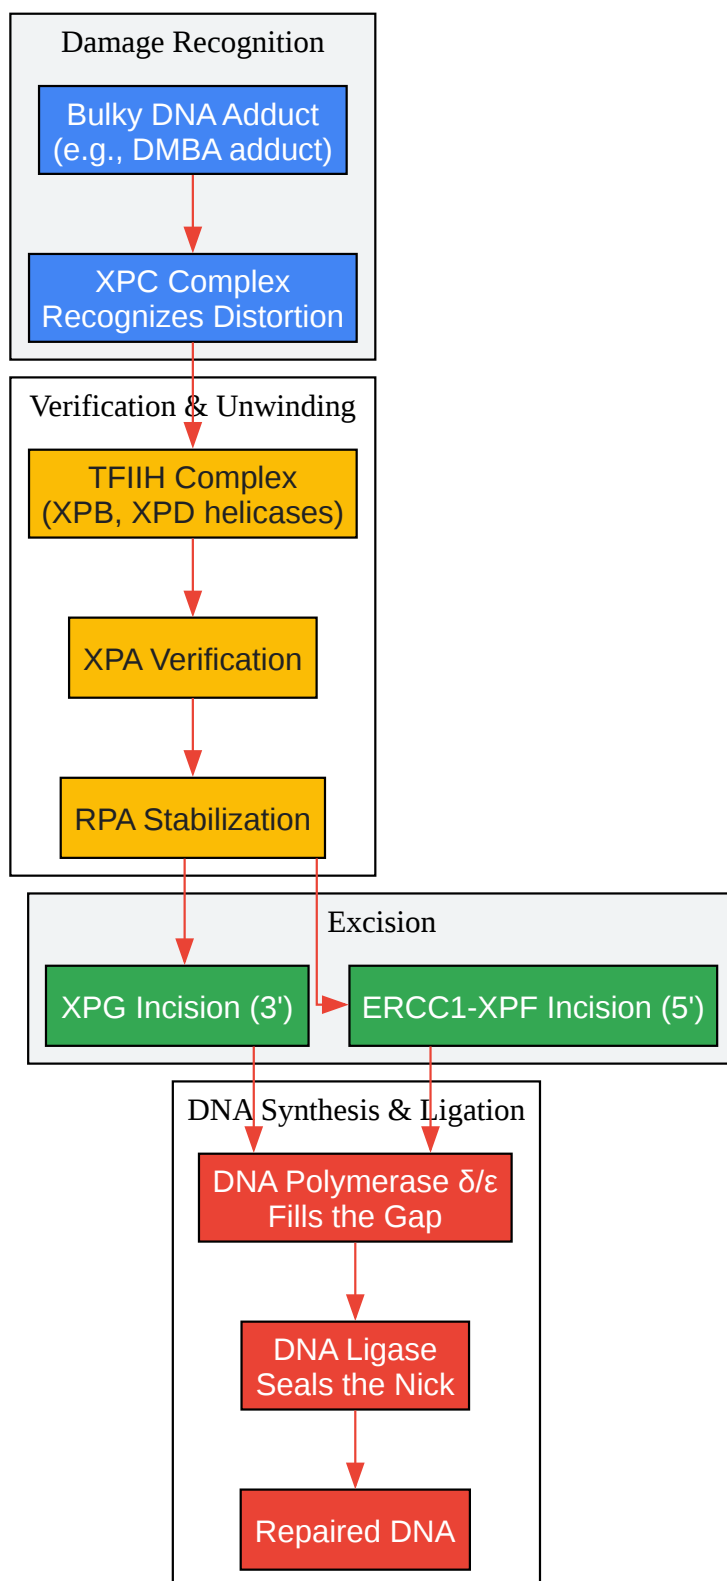 Damage Recognition
Bulky DNA Adduct
(e.g., DMBA adduct)
XPC Complex
Recognizes Distortion
Verification & Unwinding
TFIIH Complex
(XPB, XPD helicases)
XPA Verification
RPA Stabilization
Excision
XPG Incision (3')
ERCC1-XPF Incision (5')
DNA Synthesis & Ligation
DNA Polymerase δ/ε
Fills the Gap
DNA Ligase
Seals the Nick
Repaired DNA